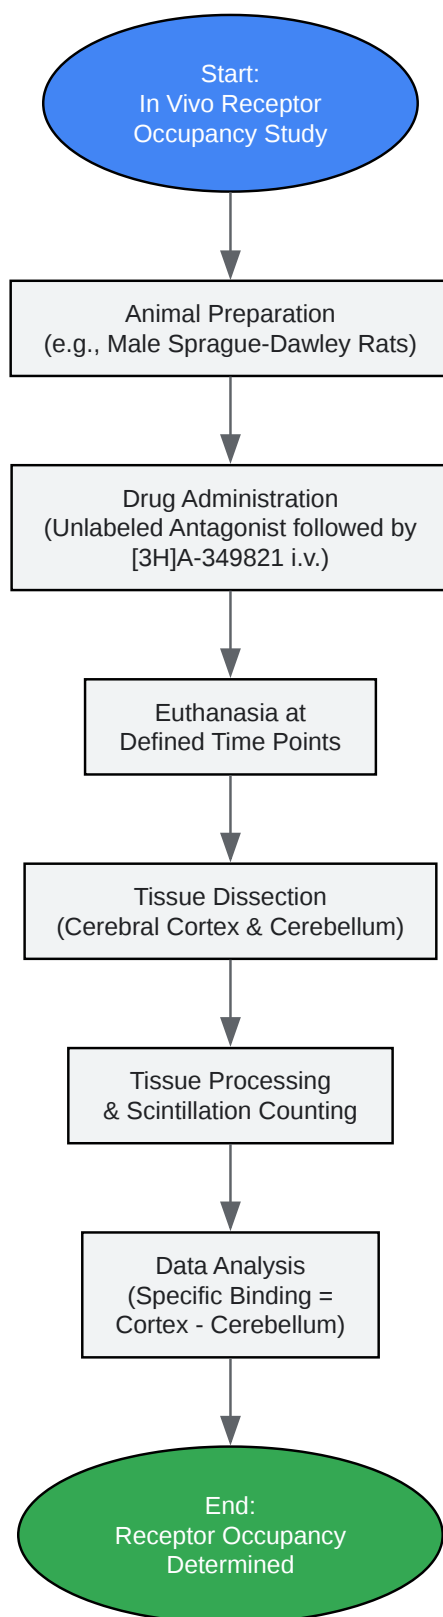 Start:
In Vivo Receptor
Occupancy Study
Animal Preparation
(e.g., Male Sprague-Dawley Rats)
Drug Administration
(Unlabeled Antagonist followed by
[3H]A-349821 i.v.)
Euthanasia at
Defined Time Points
Tissue Dissection
(Cerebral Cortex & Cerebellum)
Tissue Processing
& Scintillation Counting
Data Analysis
(Specific Binding =
Cortex - Cerebellum)
End:
Receptor Occupancy
Determined